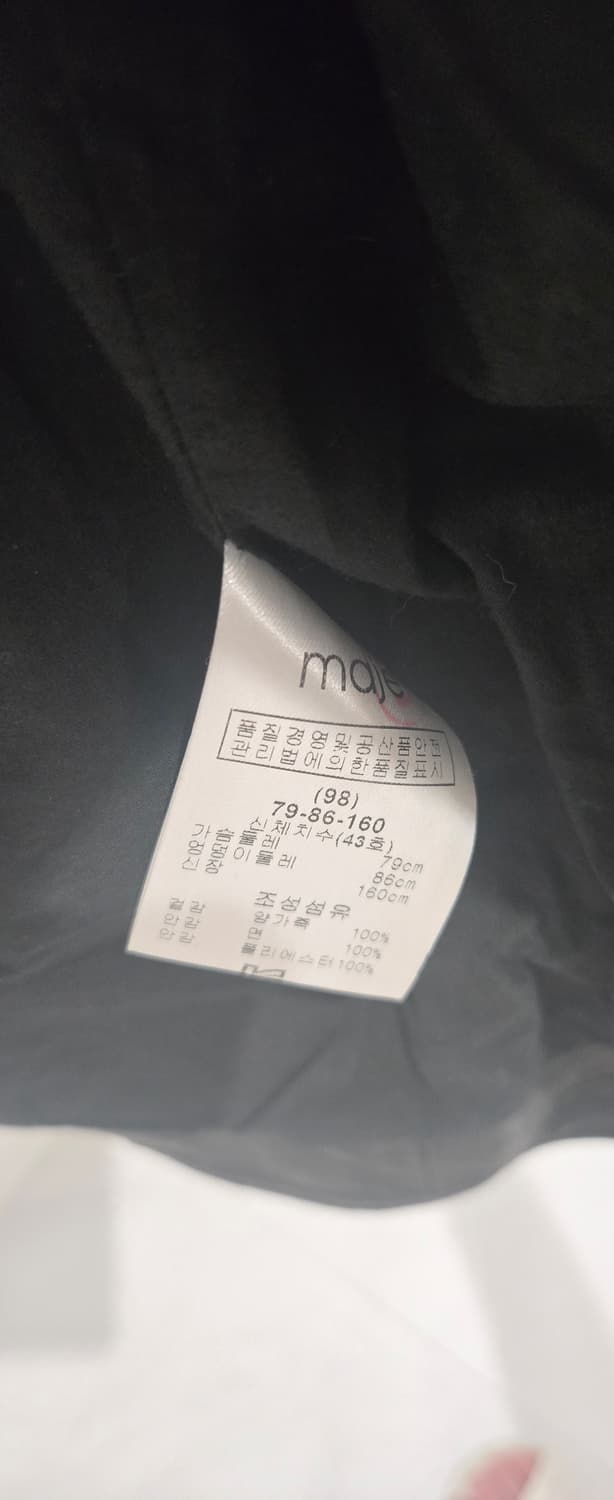 maje
품질경영및공산품안전
관리법에의한품질표시
(98)
79-86-160
신체치수(43호)
가슴둘레 79cm
엉덩이둘레 86cm
신장 160cm
조성섬유
겉감 양가죽 100%
안감 면 100%
안감 폴리에스터100%